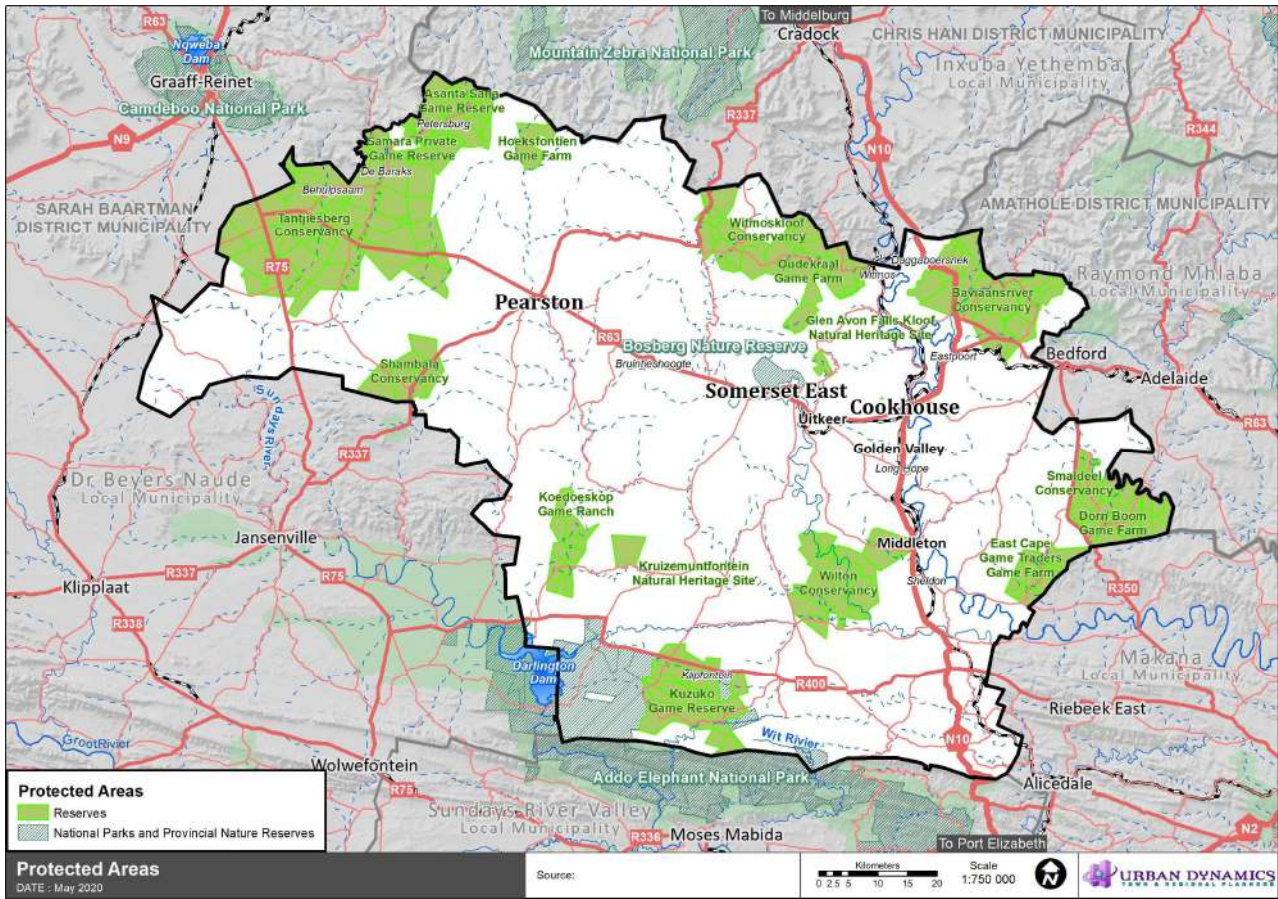 To Middelburg
Cradock
R63
CHRIS HANI DISTRICT MUNICIPALITY
Nqweba
Dam
Mountain Zebra National Park
Inxuba Yethemba
Local Municipality
Graaff-Reinet
Camdeboo National Park
Asanta Sana
Game Reserve
Petersburg
R337
N9
Samara Private
Game Reserve
Hoeksfontien
Game Farm
N10
R344
De Baraks
Behulpsaam
SARAH BAARTMAN
DISTRICT MUNICIPALITY
AMATHOLE DISTRICT MUNICIPALITY
Tantjiesberg
Conservancy
Witmoskloof
Conservancy
Daggaboersnek
Oudekraal
Game Farm
Witmos
Raymond Mhlaba
Local Municipality
R75
Baviaansriver
Conservancy
Pearston
Glen Avon Falls Kloof
Natural Heritage Site
R63
Bosberg Nature Reserve
Eastpoort
Bedford
Bruintjieshoogte
Shambala
Conservancy
Adelaide
Somerset East
Cookhouse
Sundays River
Uitkeer
R63
Golden Valley
R337
Long Hope
Dr Beyers Naude
Local Municipality
Smaldeel
Conservancy
Koedoeskop
Game Ranch
Dorn Boom
Game Farm
Jansenville
Middleton
East Cape
Game Traders
Game Farm
Kruizemuntfontein
Natural Heritage Site
R337
R75
Wilton
Conservancy
Sheldon
Klipplaat
R350
R338
Makana
Local Municipality
Darlington
Dam
Klipfontein
R400
Kuzuko
Game Reserve
Riebeek East
Wit Rivier
GrootRivier
N10
Wolwefontein
Addo Elephant National Park
Alicedale
R75
Sundays River Valley
Local Municipality
R336
Moses Mabida
N2
To Port Elizabeth
Protected Areas
Reserves
National Parks and Provincial Nature Reserves
Protected Areas
DATE : May 2020
Source:
Kilometers
0 2.5 5 10 15 20
Scale
1:750 000
N
URBAN DYNAMICS
TOWN & REGIONAL PLANNERS